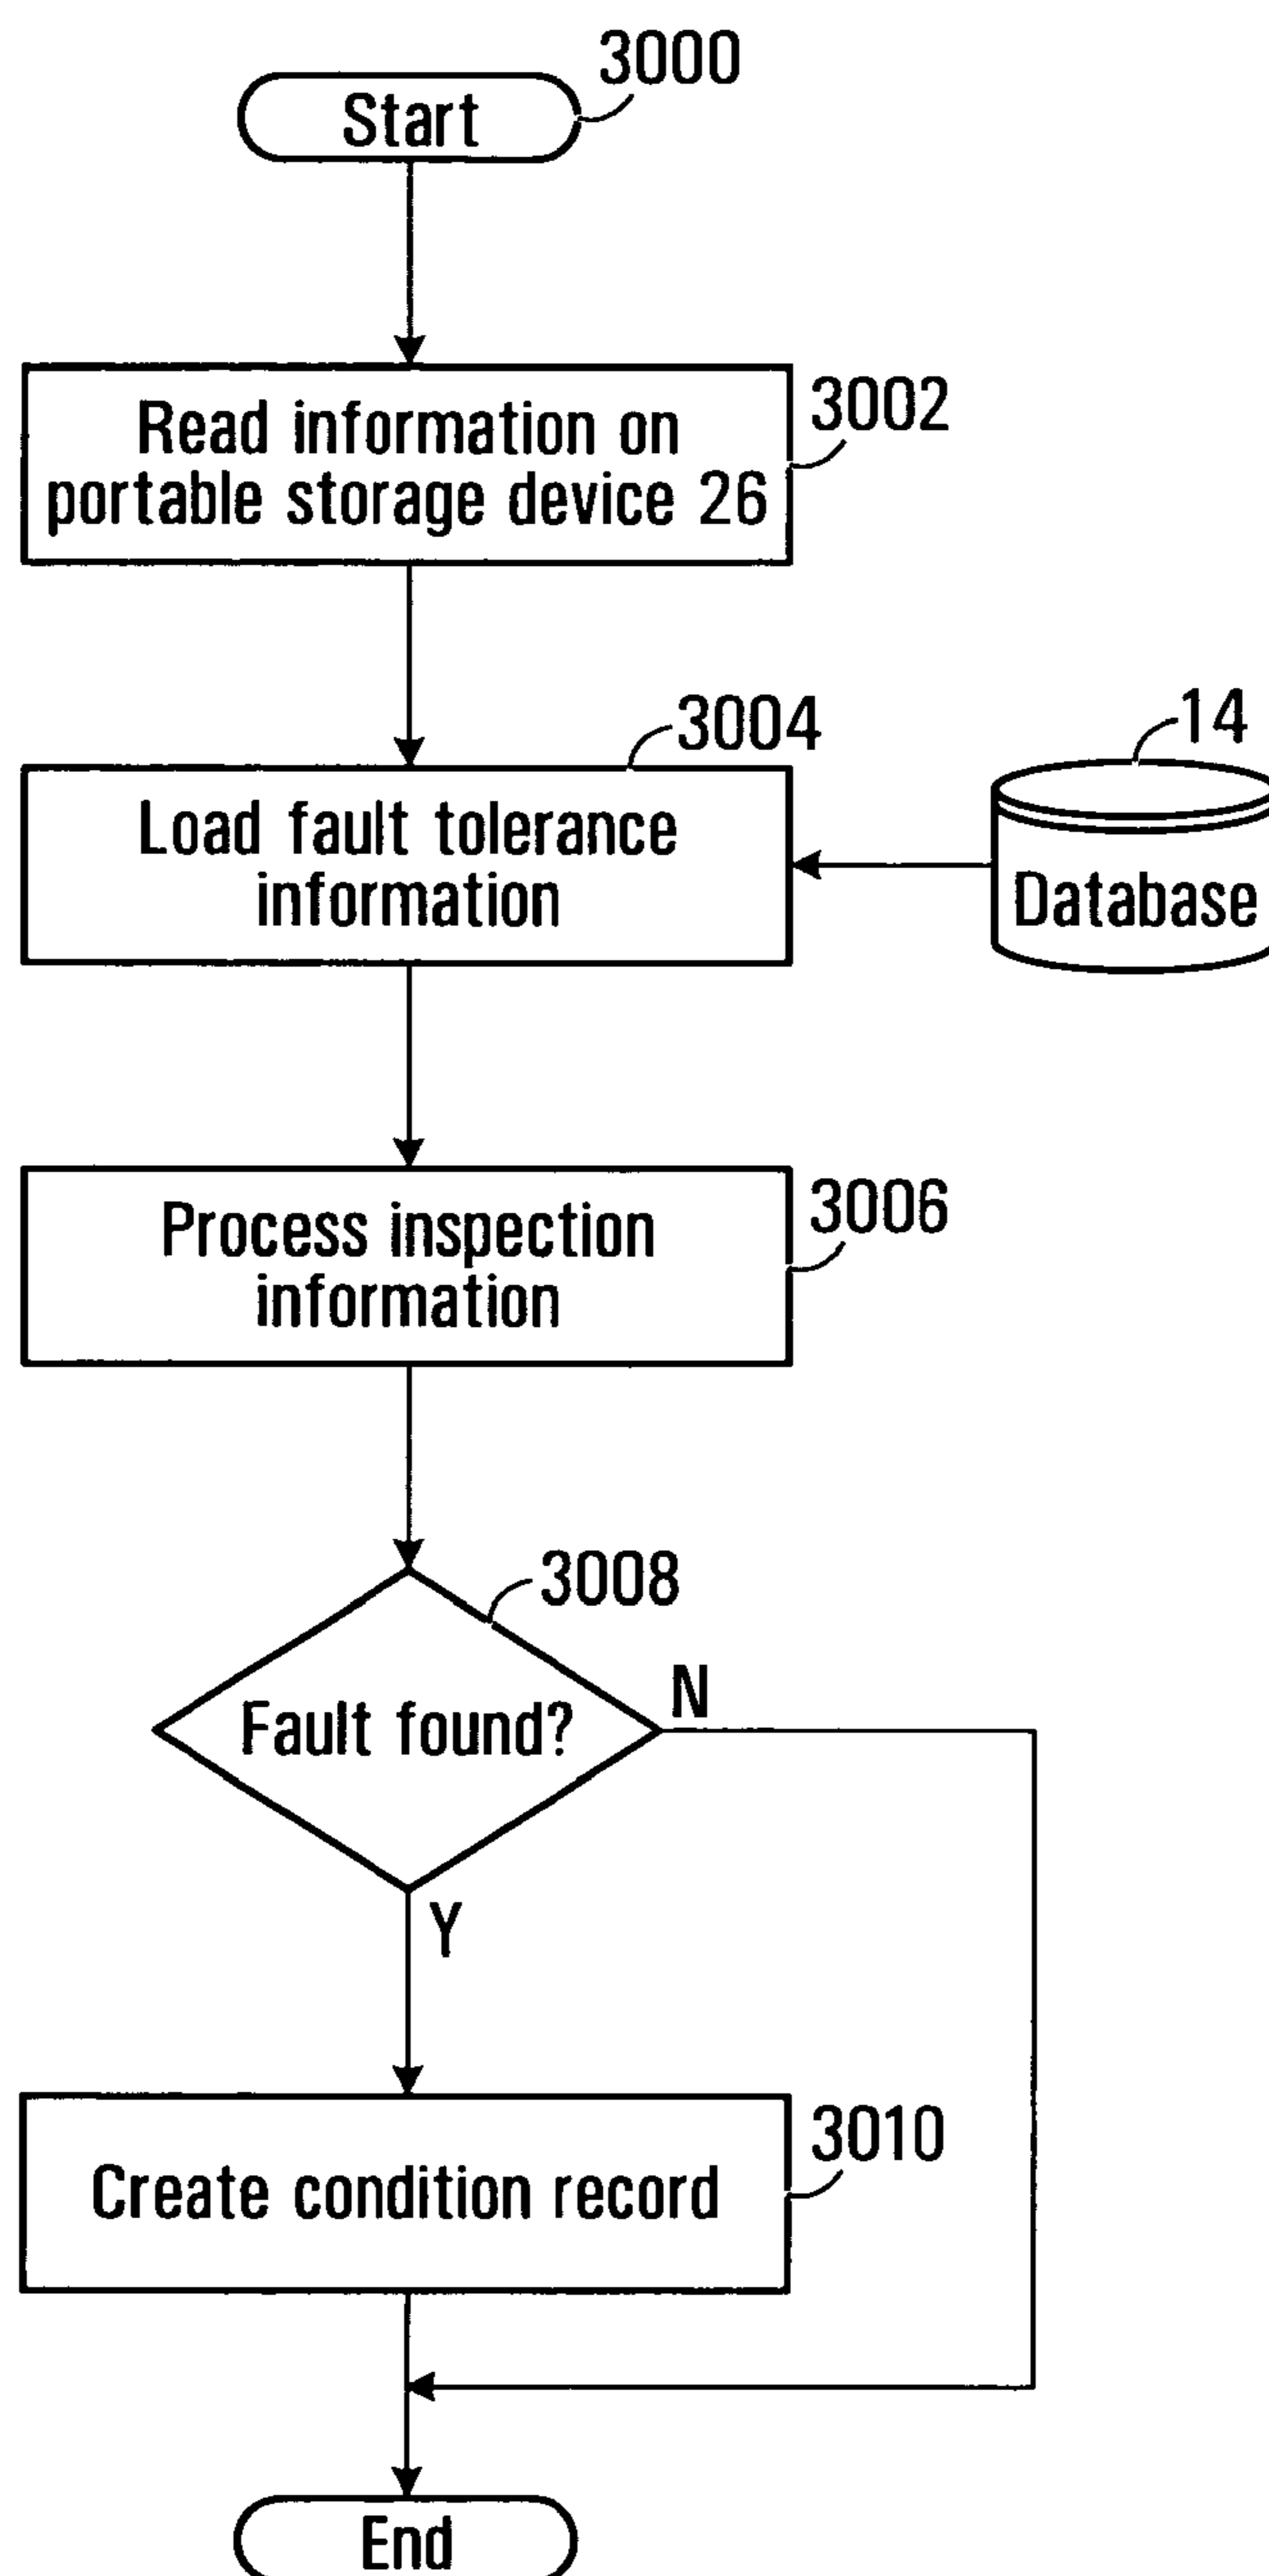 3000
Start
3002
Read information on
portable storage device 26
3004
14
Load fault tolerance
information
Database
3006
Process inspection
information
3008
N
Fault found?
Y
3010
Create condition record
End